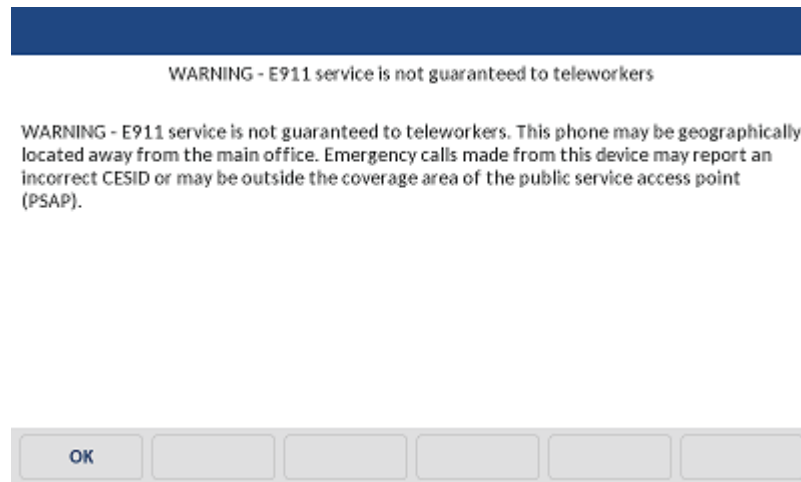 WARNING - E911 service is not guaranteed to teleworkers
WARNING - E911 service is not guaranteed to teleworkers. This phone may be geographically
located away from the main office. Emergency calls made from this device may report an
incorrect CESID or may be outside the coverage area of the public service access point
(PSAP).
OK